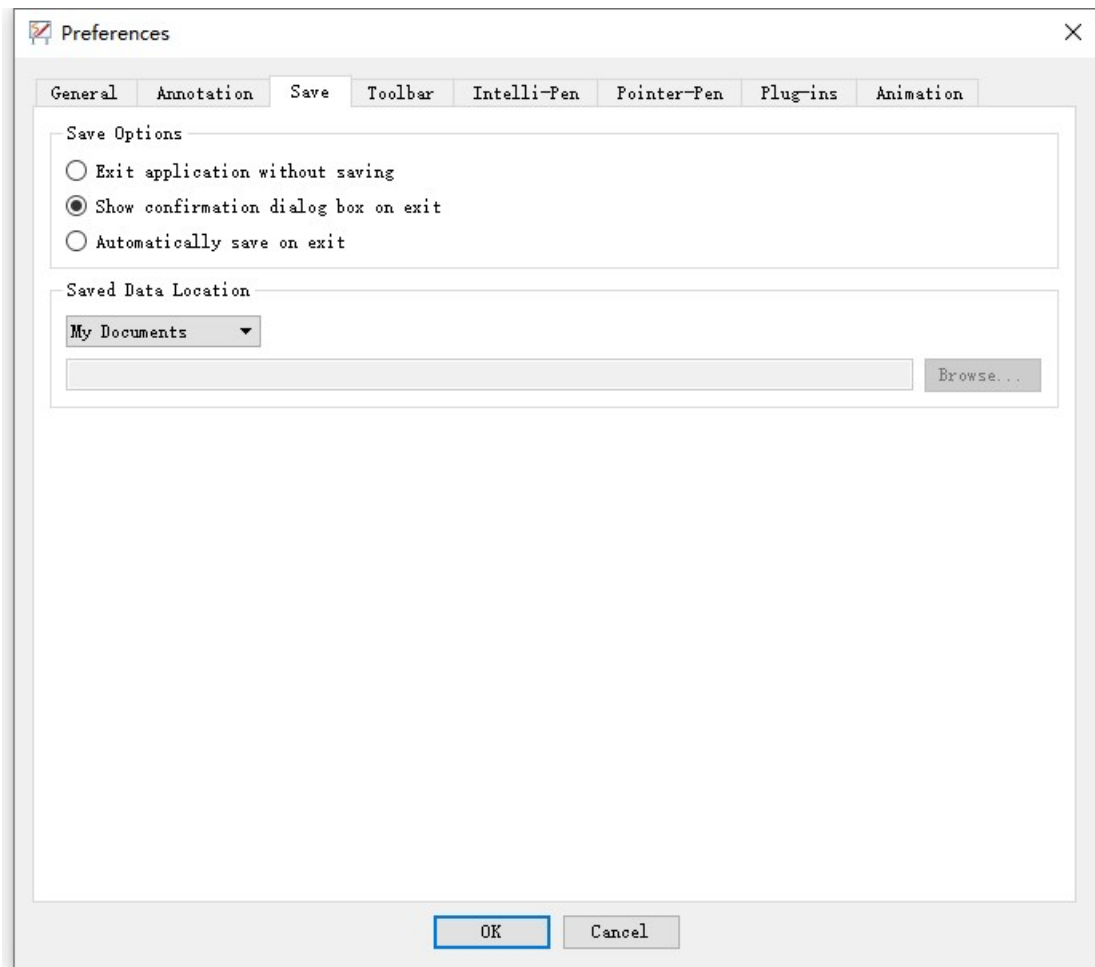 Preferences
General Annotation Save Toolbar Intelli-Pen Pointer-Pen Plug-ins Animation
Save Options
Exit application without saving
Show confirmation dialog box on exit
Automatically save on exit
Saved Data Location
My Documents
Browse...
OK Cancel